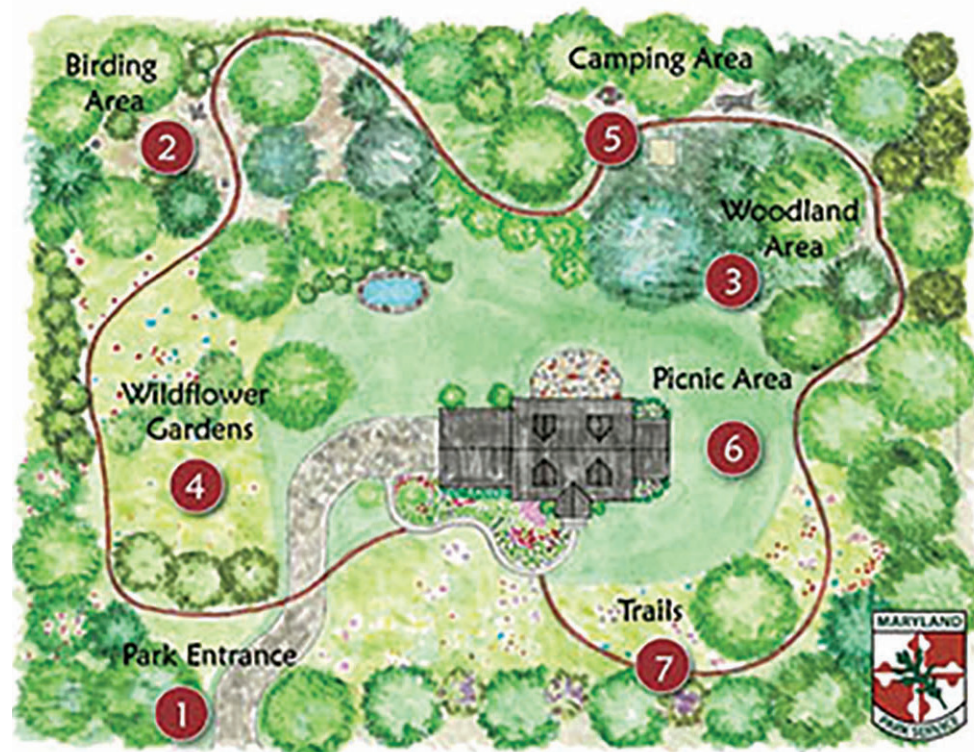 Birding
Area
2
Camping Area
5
Woodland
Area
3
Wildflower
Gardens
4
Picnic Area
6
Trails
7
Park Entrance
1
MARYLAND
PARK SERVICE